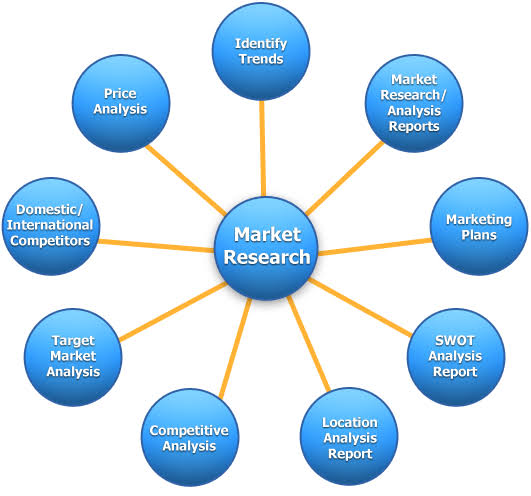 Identify
Trends
Market
Research/
Analysis
Reports
Marketing
Plans
SWOT
Analysis
Report
Location
Analysis
Report
Competitive
Analysis
Target
Market
Analysis
Domestic/
International
Competitors
Price
Analysis
Market
Research